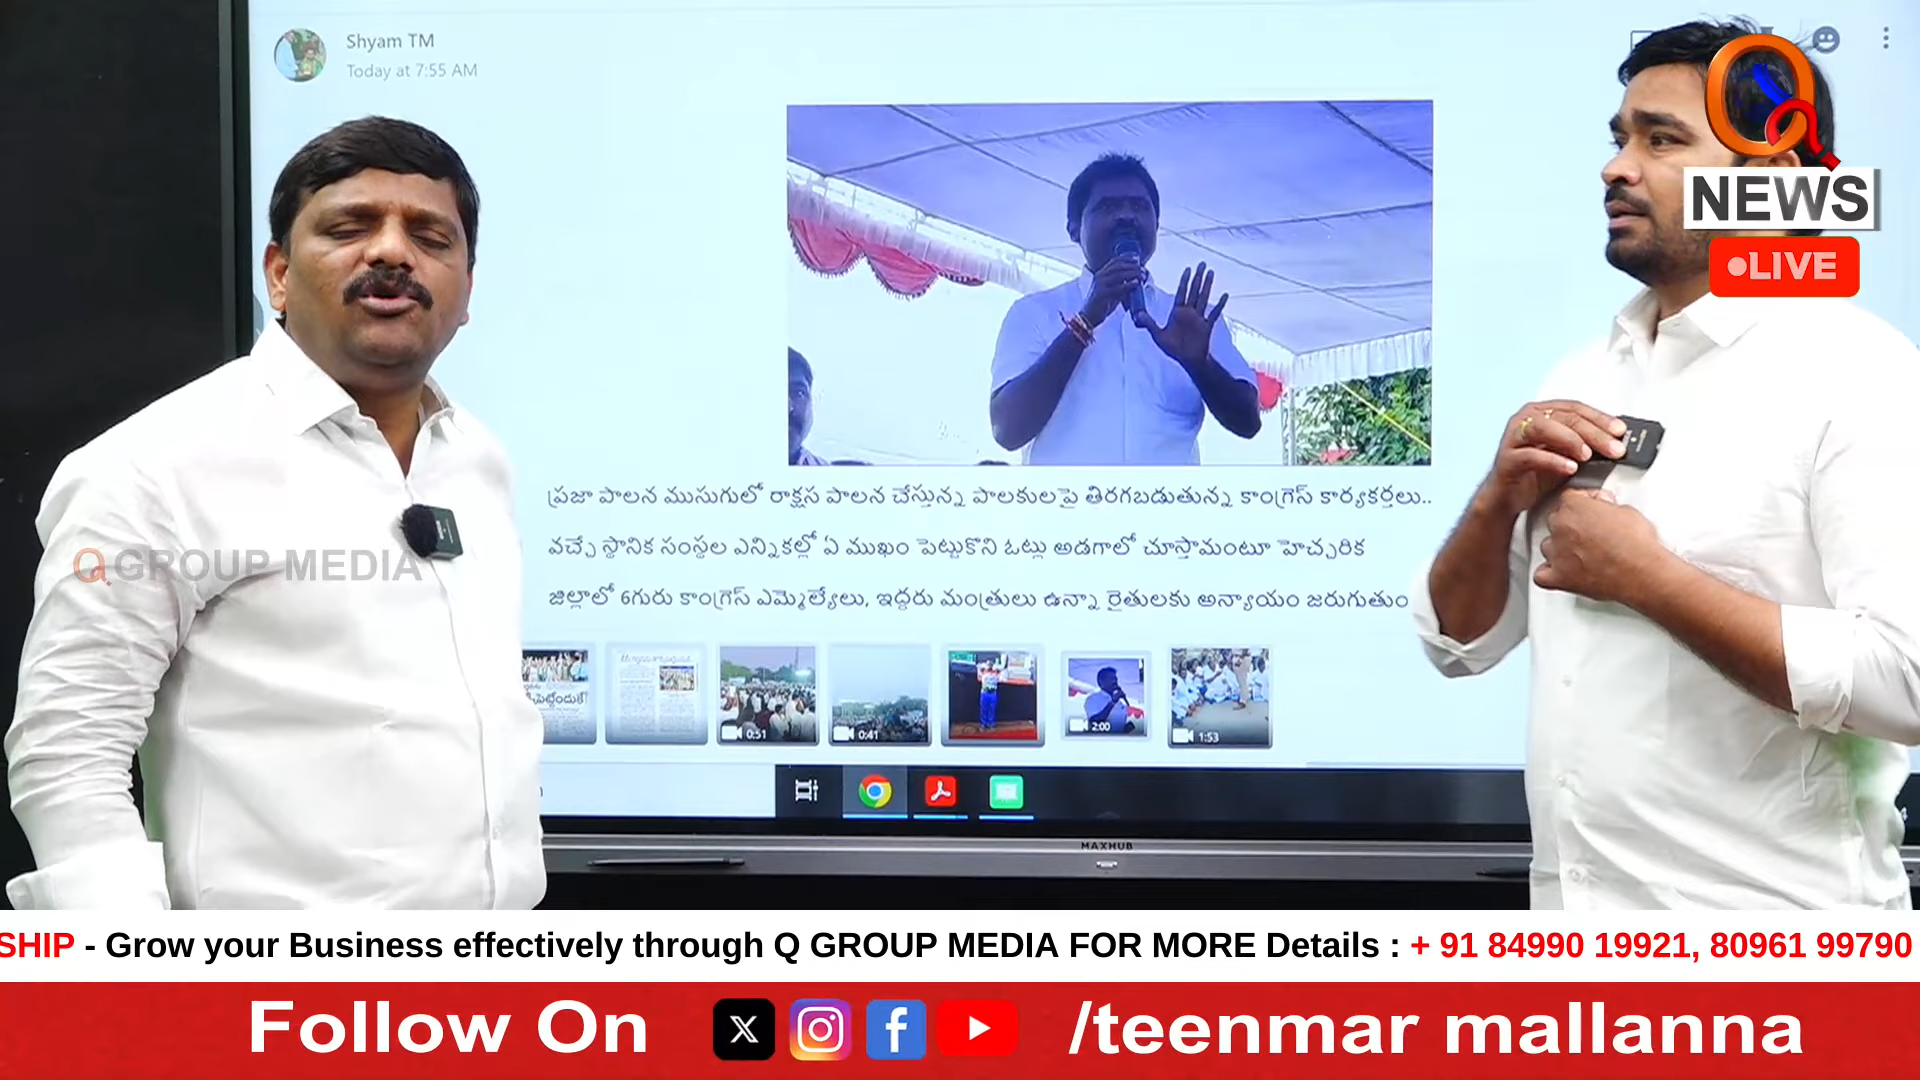 Shyam TM
Today at 7:55 AM
NEWS
LIVE
ప్రజా పాలన ముసుగులో రాక్షస పాలన చేస్తున్న పాలకులపై తిరగబడుతున్న కాంగ్రెస్ కార్యకర్తలు..
వచ్చే స్థానిక సంస్థల ఎన్నికల్లో ఏ ముఖం పెట్టుకొని ఓట్లు అడగాలో చూస్తామంటూ హెచ్చరిక
జిల్లాలో 6గురు కాంగ్రెస్ ఎమ్మెల్యేలు, ఇద్దరు మంత్రులు ఉన్నా రైతులకు అన్యాయం జరుగుతుం
Q GROUP MEDIA
0:51
0:41
2:00
1:53
MAXHUB
SHIP - Grow your Business effectively through Q GROUP MEDIA FOR MORE Details : + 91 84990 19921, 80961 99790
Follow On /teenmar mallanna